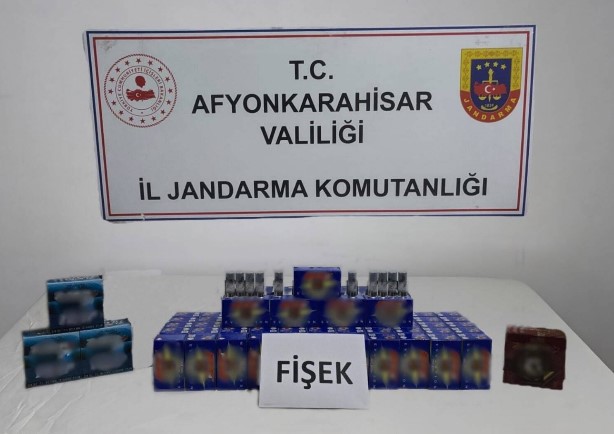 T.C.
AFYONKARAHİSAR
VALİLİĞİ
İL JANDARMA KOMUTANLIĞI
JANDARMA
FİŞEK